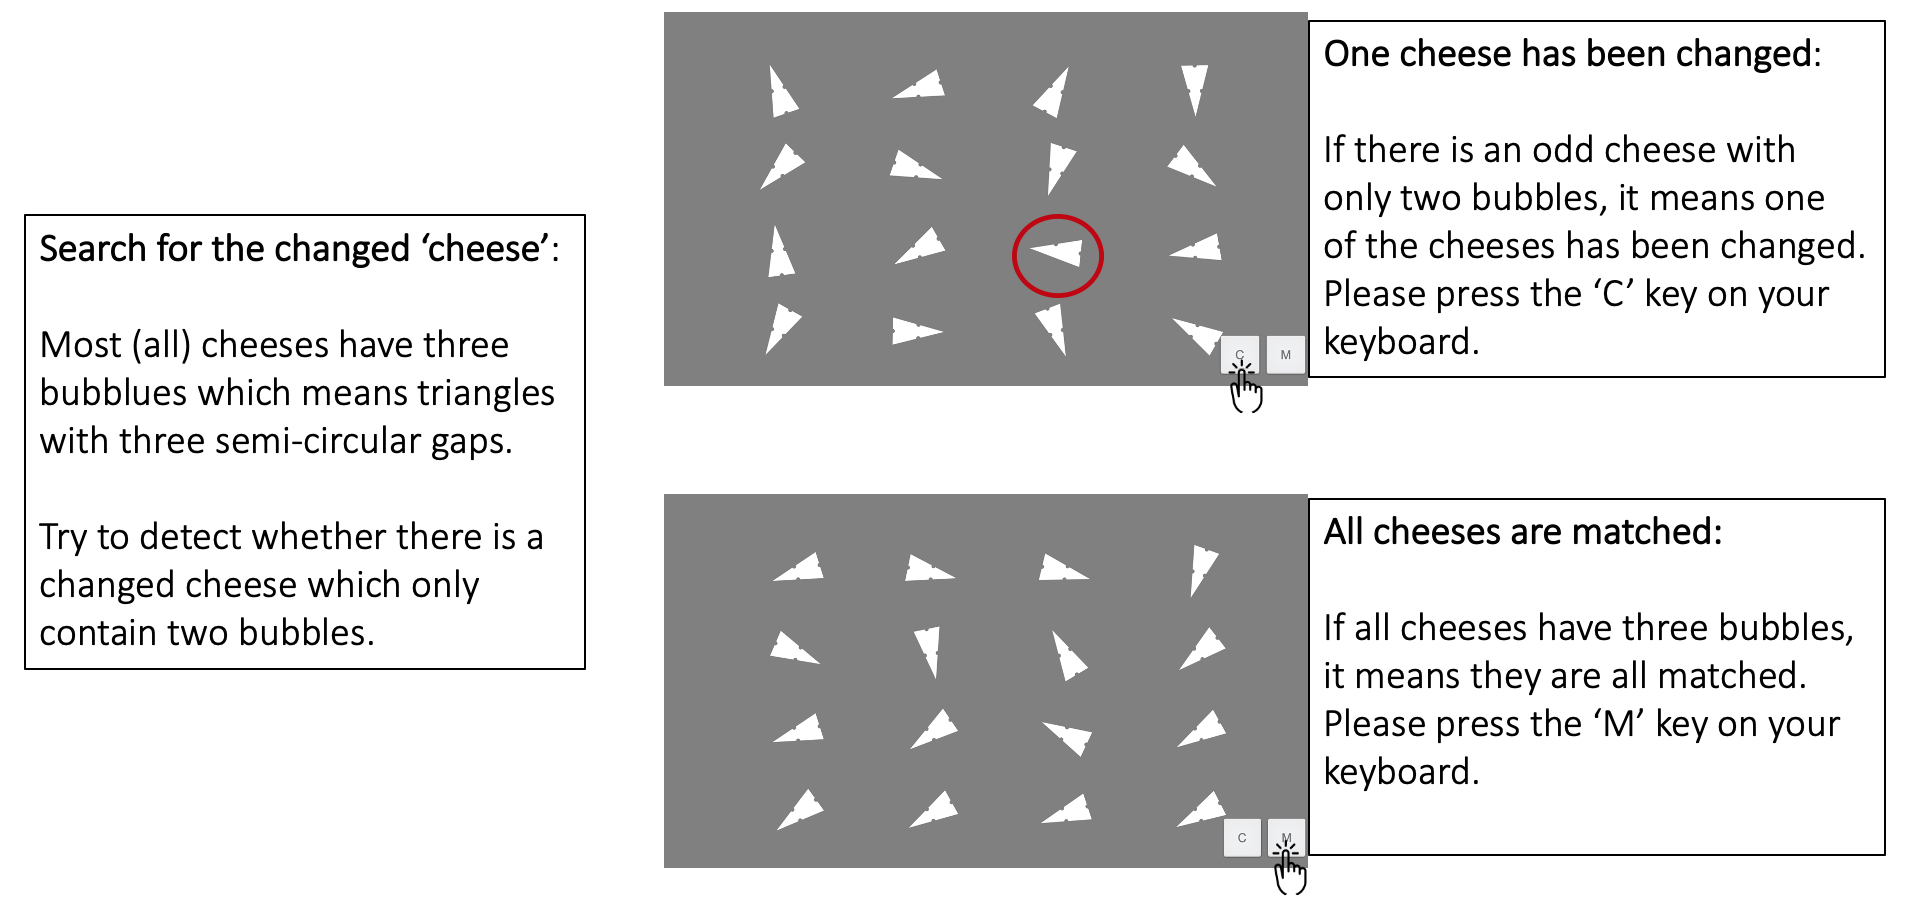 Search for the changed ‘cheese’:
Most (all) cheeses have three
bubblues which means triangles
with three semi-circular gaps.
Try to detect whether there is a
changed cheese which only
contain two bubbles.
One cheese has been changed:
If there is an odd cheese with
only two bubbles, it means one
of the cheeses has been changed.
Please press the ‘C’ key on your
keyboard.
C
M
All cheeses are matched:
If all cheeses have three bubbles,
it means they are all matched.
Please press the ‘M’ key on your
keyboard.
C
M